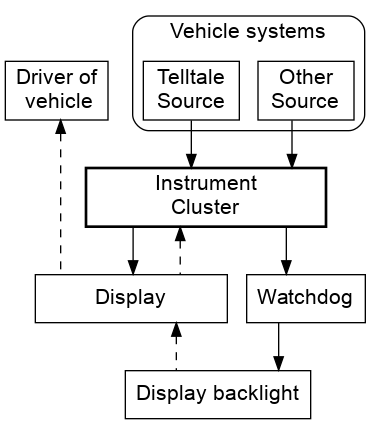 Vehicle systems
Driver of
vehicle
Telltale
Source
Other
Source
Instrument
Cluster
Display
Watchdog
Display backlight